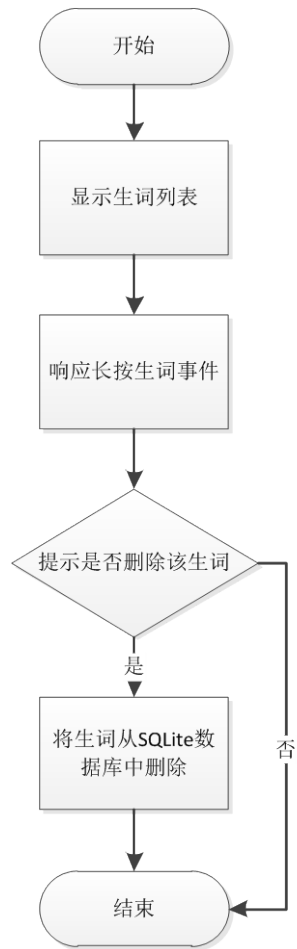 开始
显示生词列表
响应长按生词事件
提示是否删除该生词
是
将生词从SQLite数
据库中删除
否
结束